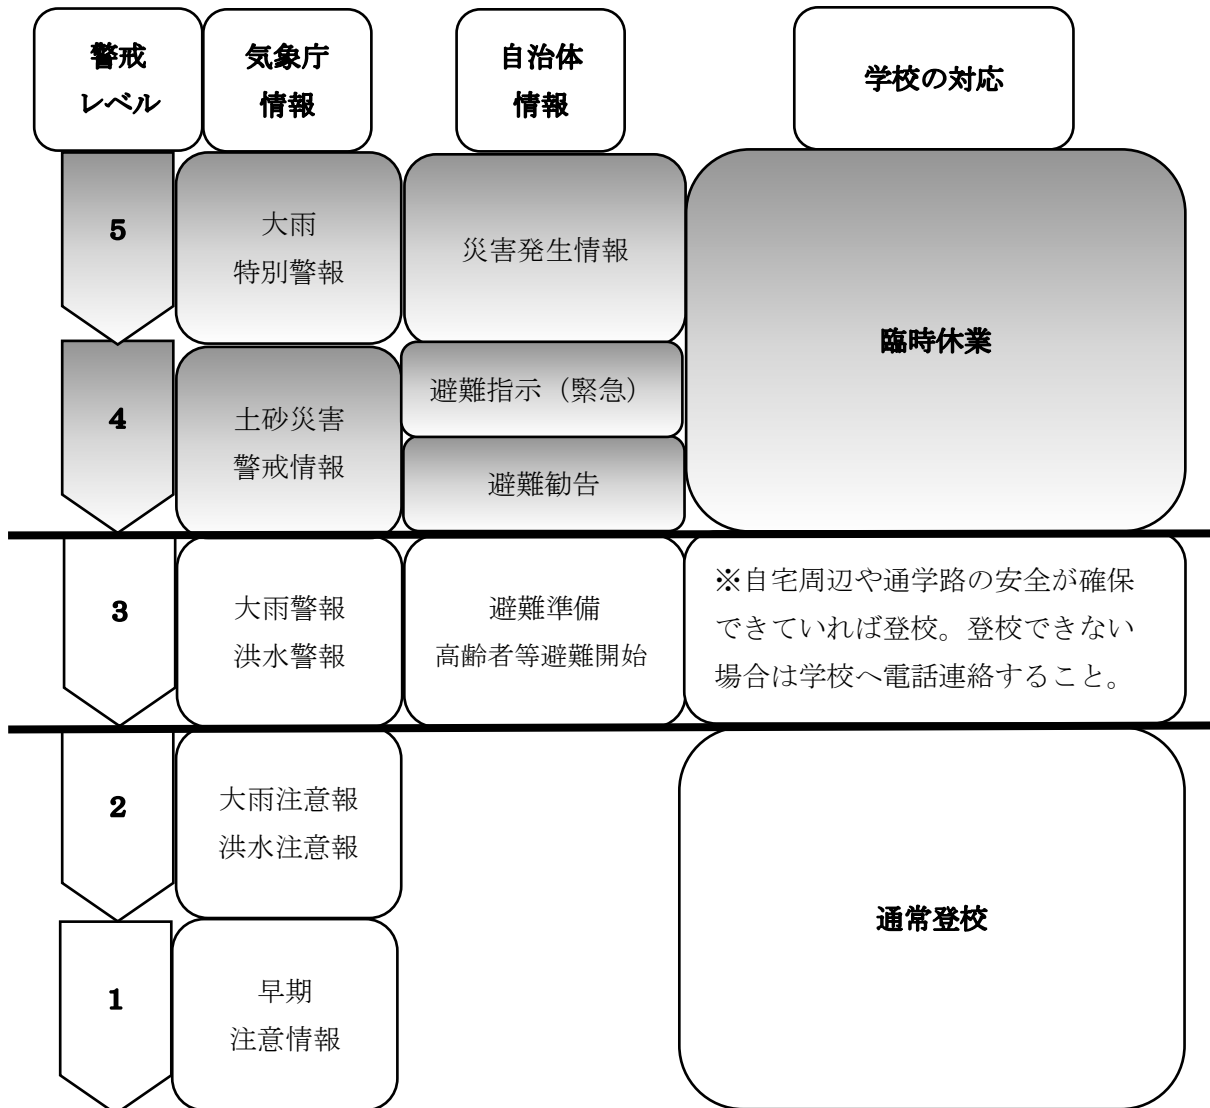 警戒
レベル
気象庁
情報
自治体
情報
学校の対応
5
大雨
特別警報
災害発生情報
臨時休業
4
土砂災害
警戒情報
避難指示（緊急）
避難勧告
3
大雨警報
洪水警報
避難準備
高齢者等避難開始
※自宅周辺や通学路の安全が確保
できていれば登校。登校できない
場合は学校へ電話連絡すること。
2
大雨注意報
洪水注意報
通常登校
1
早期
注意情報